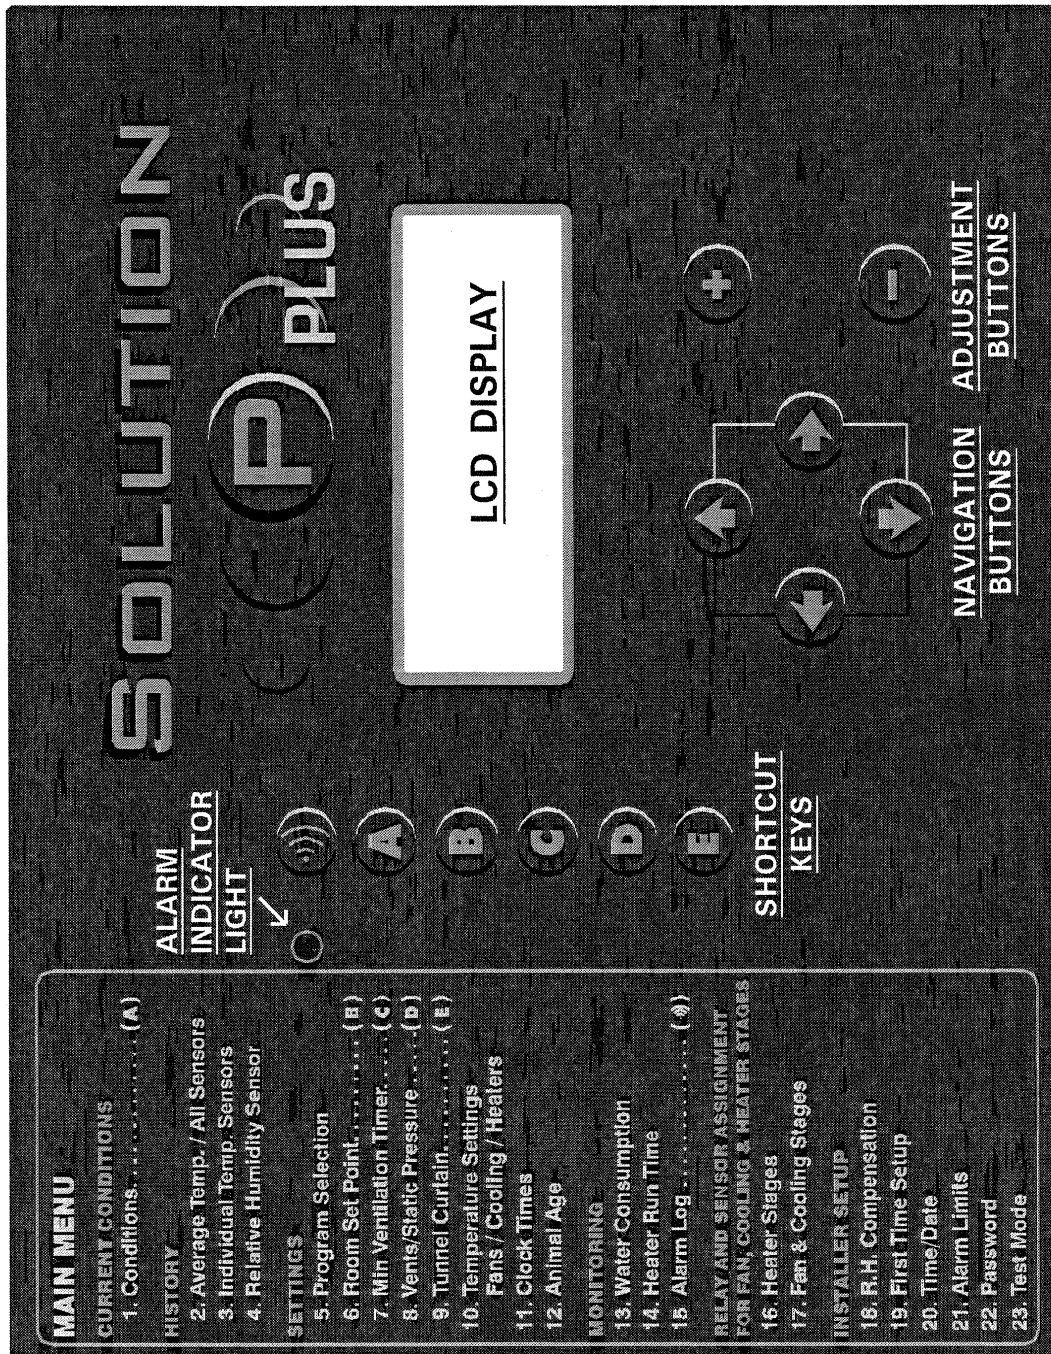 SOLUTION
P PLUS
LCD DISPLAY
ALARM
INDICATOR
LIGHT
A
B
C
D
E
SHORTCUT
KEYS
+
−
NAVIGATION
BUTTONS
ADJUSTMENT
BUTTONS
MAIN MENU
CURRENT CONDITIONS
1. Conditions..................(A)
HISTORY
2. Average Temp./ All Sensors
3. Individual Temp. Sensors
4. Relative Humidity Sensor
SETTINGS
5. Program Selection
6. Room Set Point.......... (B)
7. Min Ventilation Timer......(C)
8. Vents/Static Pressure.....(D)
9. Tunnel Curtain............(E)
10. Temperature Settings
Fans / Cooling / Heaters
11. Clock Times
12. Animal Age
MONITORING
13. Water Consumption
14. Heater Run Time
15. Alarm Log..................
RELAY AND SENSOR ASSIGNMENT
FOR FAN, COOLING & HEATER STAGES
16. Heater Stages
17. Fan & Cooling Stages
INSTALLER SETUP
18. R.H. Compensation
19. First Time Setup
20. Time/Date
21. Alarm Limits
22. Password
23. Test Mode